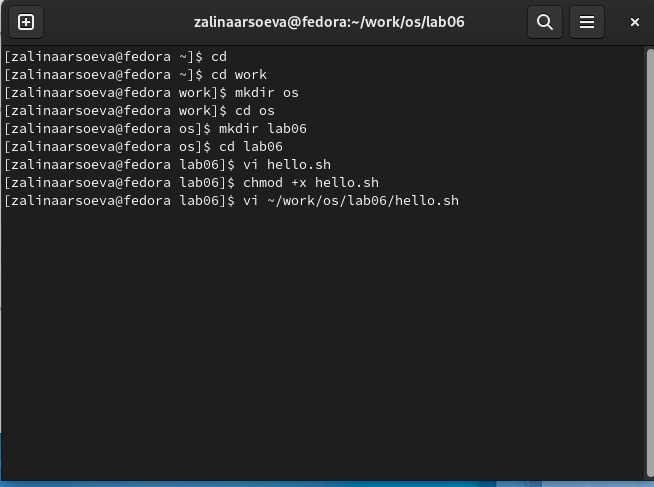 zalinaarsoeva@fedora:~/work/os/lab06
[zalinaarsoeva@fedora ~]$ cd
[zalinaarsoeva@fedora ~]$ cd work
[zalinaarsoeva@fedora work]$ mkdir os
[zalinaarsoeva@fedora work]$ cd os
[zalinaarsoeva@fedora os]$ mkdir lab06
[zalinaarsoeva@fedora os]$ cd lab06
[zalinaarsoeva@fedora lab06]$ vi hello.sh
[zalinaarsoeva@fedora lab06]$ chmod +x hello.sh
[zalinaarsoeva@fedora lab06]$ vi ~/work/os/lab06/hello.sh